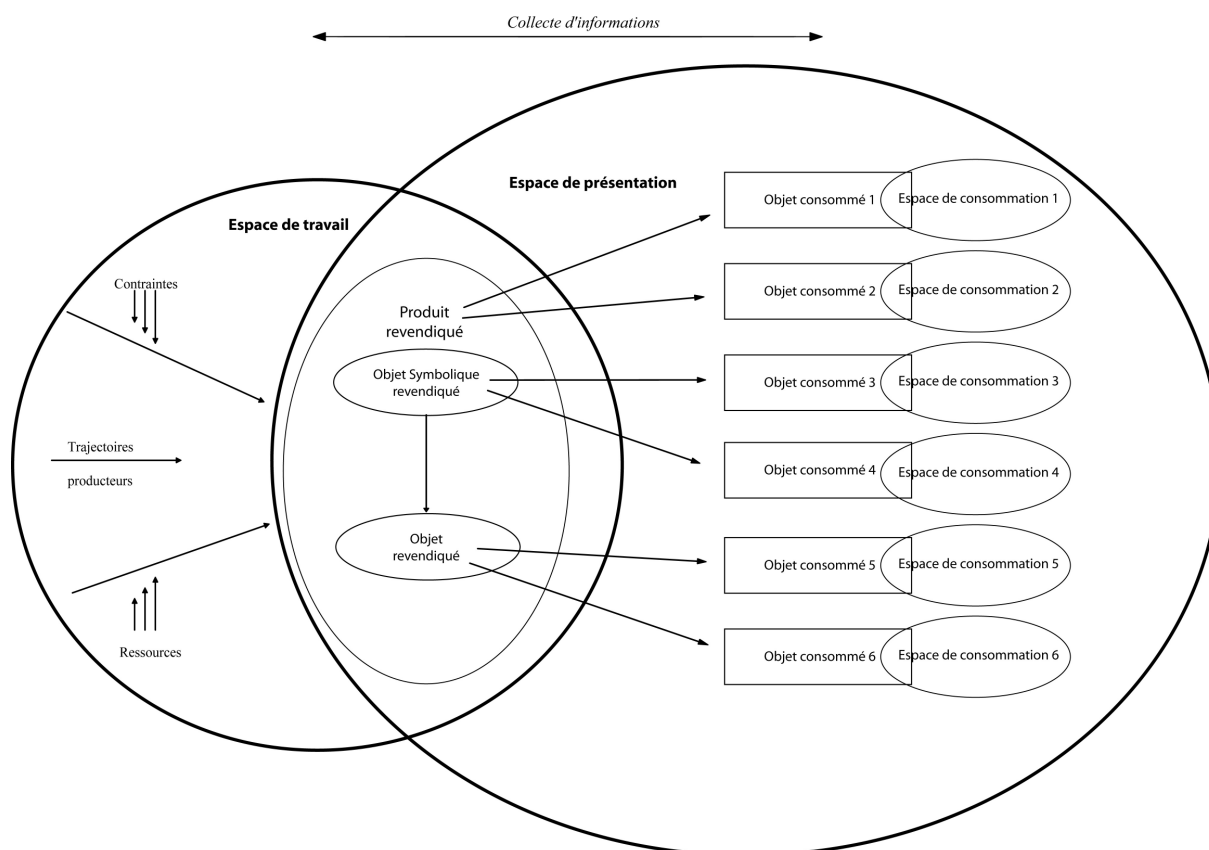 Collecte d'informations
Espace de présentation
Espace de travail
Contraintes
Trajectoires
producteurs
Ressources
Produit
revendiqué
Objet Symbolique
revendiqué
Objet
revendiqué
Objet consommé 1
Espace de consommation 1
Objet consommé 2
Espace de consommation 2
Objet consommé 3
Espace de consommation 3
Objet consommé 4
Espace de consommation 4
Objet consommé 5
Espace de consommation 5
Objet consommé 6
Espace de consommation 6